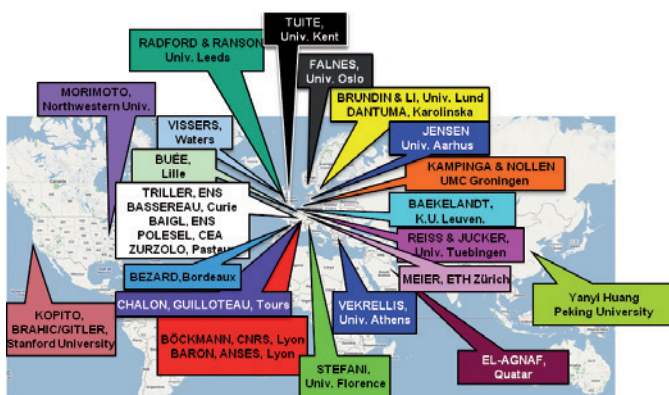 TUITE,
Univ. Kent
RADFORD & RANSON
Univ. Leeds
FALNES,
Univ. Oslo
MORIMOTO,
Northwestern Univ.
BRUNDIN & LI, Univ. Lund
DANTUMA, Karolinska
VISSERS,
Waters
JENSEN
Univ. Aarhus
BUÉE,
Lille
KAMPINGA & NOLLEN
UMC Groningen
TRILLER, ENS
BASSEREAU, Curie
BAIGL, ENS
POLESEL, CEA
ZURZOLO, Pasteur
BAEKELANDT,
K.U. Leuven.
REISS & JUCKER,
Univ. Tuebingen
BEZARD,Bordeaux
MEIER, ETH Zürich
CHALON, GUILLOTEAU, Tours
VEKRELLIS,
Univ. Athens
Yanyi Huang
Peking University
KOPITO,
BRAHIC/GITLER,
Stanford University
BÖCKMANN, CNRS, Lyon
BARON, ANSES, Lyon
STEFANI,
Univ. Florence
EL-AGNAF,
Quatar